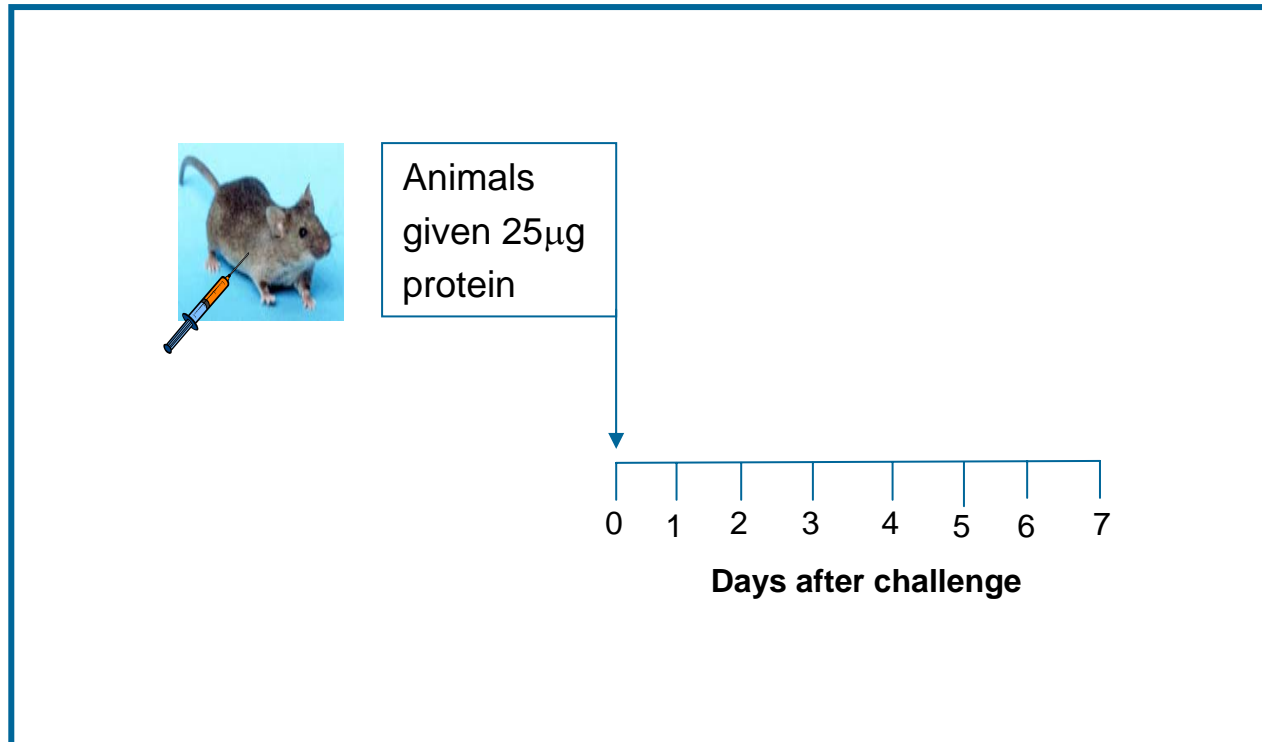 Animals
given 25μg
protein
0 1 2 3 4 5 6 7
Days after challenge